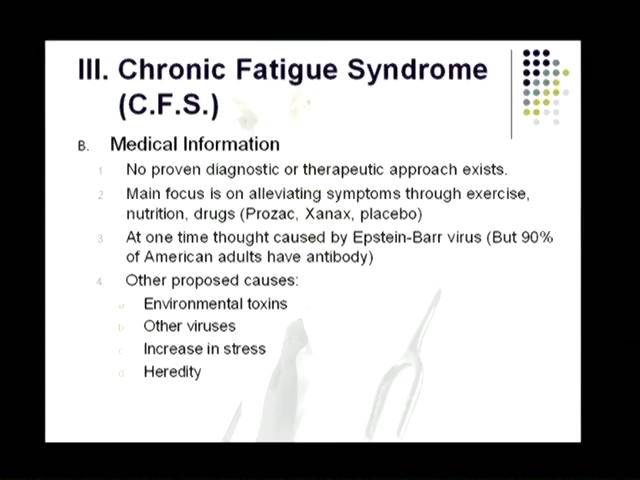 III. Chronic Fatigue Syndrome
(C.F.S.)
B. Medical Information
1 No proven diagnostic or therapeutic approach exists.
2 Main focus is on alleviating symptoms through exercise,
nutrition, drugs (Prozac, Xanax, placebo)
3 At one time thought caused by Epstein-Barr virus (But 90%
of American adults have antibody)
4 Other proposed causes:
a Environmental toxins
b Other viruses
c Increase in stress
d Heredity